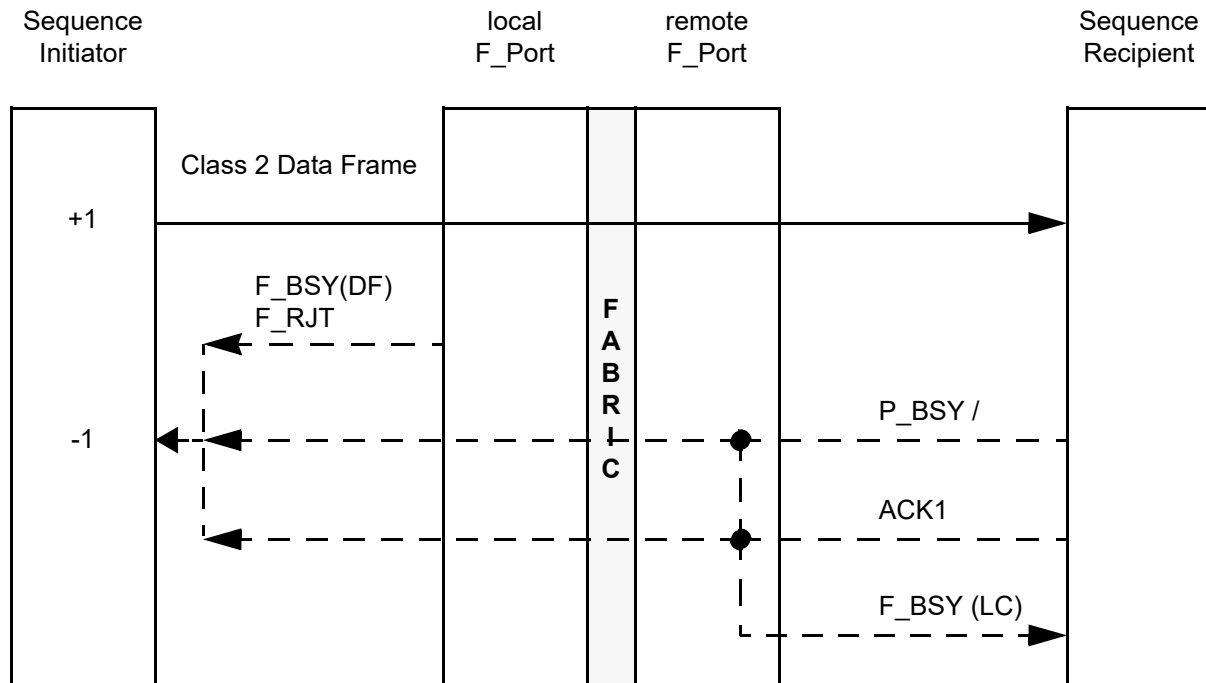 Sequence
Initiator
local
F_Port
remote
F_Port
Sequence
Recipient
Class 2 Data Frame
+1
F_BSY(DF)
F_RJT
FABRIC
P_BSY /
-1
ACK1
F_BSY (LC)